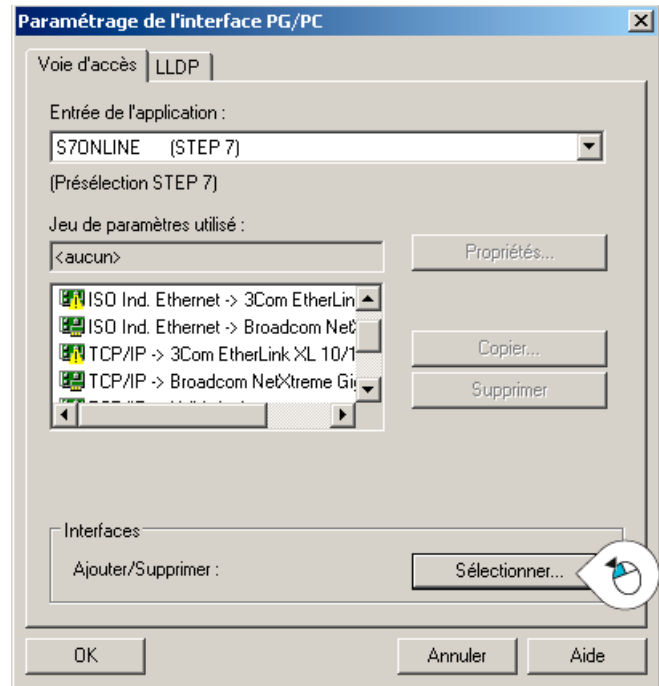 Paramétrage de l'interface PG/PC
Voie d'accès
LLDP
Entrée de l'application :
S7ONLINE (STEP 7)
(Présélection STEP 7)
Jeu de paramètres utilisé :
<aucun>
Propriétés...
ISO Ind. Ethernet -> 3Com EtherLin
ISO Ind. Ethernet -> Broadcom Net
TCP/IP -> 3Com EtherLink XL 10/1
TCP/IP -> Broadcom NetXtreme Gi
Copier...
Supprimer
Interfaces
Ajouter/Supprimer :
Sélectionner...
OK
Annuler
Aide